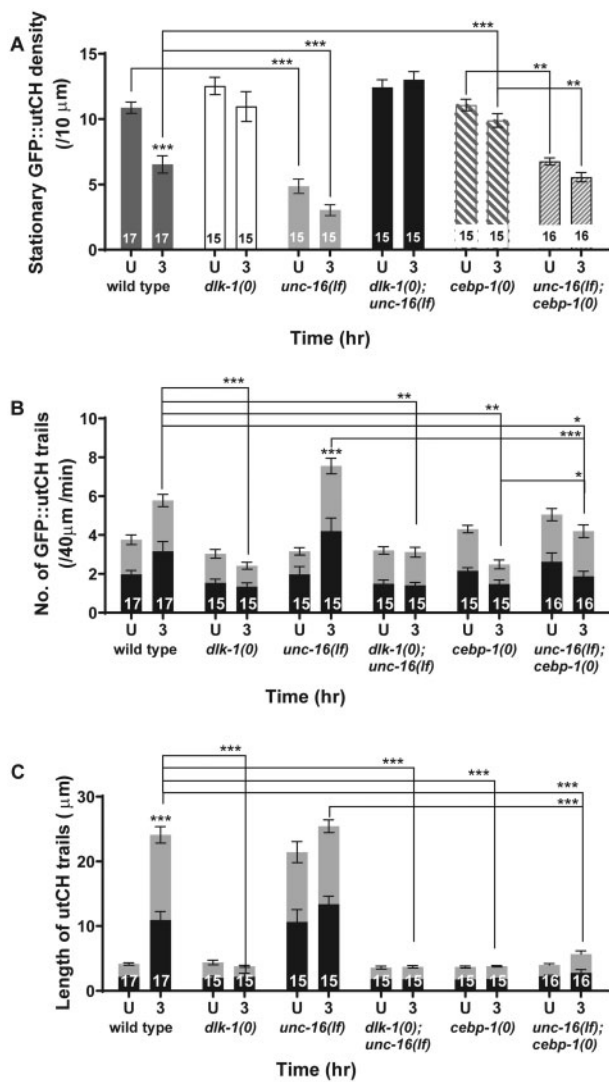 A
Stationary GFP::utCH density
(/10 μm)
15
10
5
0
***
***
***
**
**
***
17 17 15 15 15 15 15 15 15 15 16 16
U 3 U 3 U 3 U 3 U 3 U 3
wild type dlk-1(0) unc-16(lf) dlk-1(0); unc-16(lf) cebp-1(0) unc-16(lf); cebp-1(0)
Time (hr)
B
No. of GFP::utCH trails
(/40μm /min)
10
8
6
4
2
0
***
**
**
*
***
***
*
17 17 15 15 15 15 15 15 15 15 16 16
U 3 U 3 U 3 U 3 U 3 U 3
wild type dlk-1(0) unc-16(lf) dlk-1(0); unc-16(lf) cebp-1(0) unc-16(lf); cebp-1(0)
Time (hr)
C
Length of utCH trails ( μm)
30
20
10
0
***
***
***
***
***
***
17 17 15 15 15 15 15 15 15 15 16 16
U 3 U 3 U 3 U 3 U 3 U 3
wild type dlk-1(0) unc-16(lf) dlk-1(0); unc-16(lf) cebp-1(0) unc-16(lf); cebp-1(0)
Time (hr)